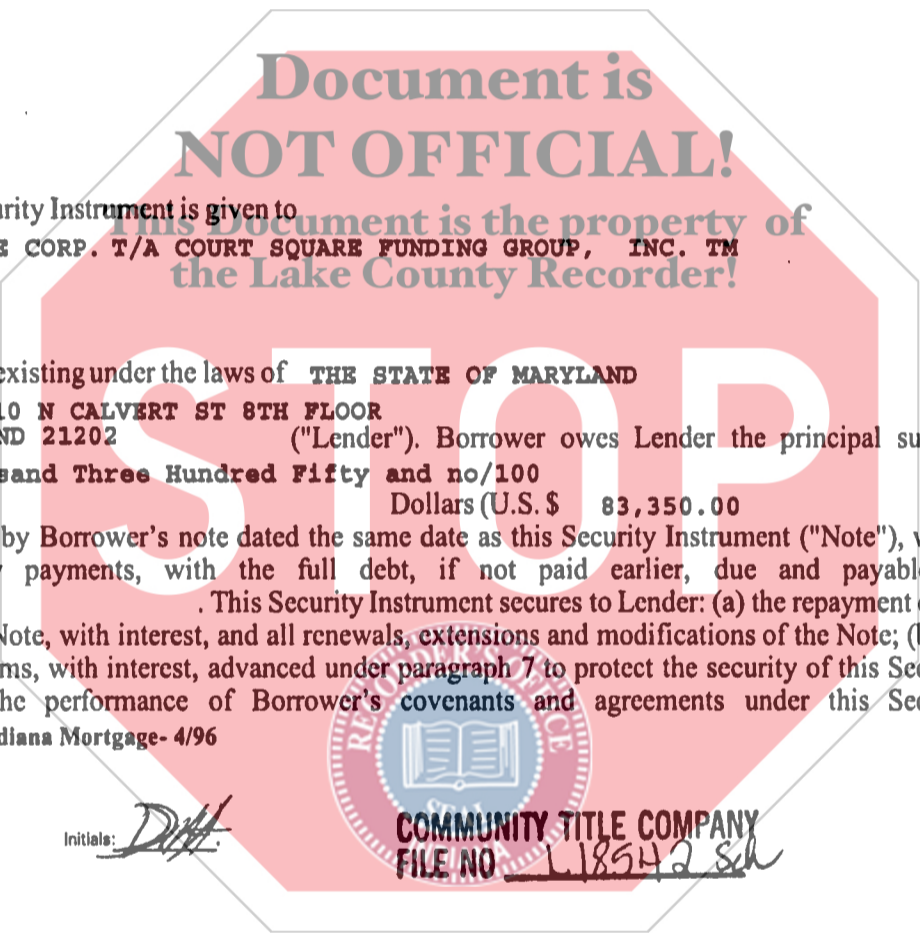 Document is
NOT OFFICIAL!
This Document is the property of
the Lake County Recorder!
STOP
rity Instrument is given to
E CORP. T/A COURT SQUARE FUNDING GROUP, INC. TM
existing under the laws of THE STATE OF MARYLAND
10 N CALVERT ST 8TH FLOOR
ND 21202 ("Lender"). Borrower owes Lender the principal su
sand Three Hundred Fifty and no/100
Dollars (U.S. $ 83,350.00
by Borrower's note dated the same date as this Security Instrument ("Note"), w
y payments, with the full debt, if not paid earlier, due and payabl
. This Security Instrument secures to Lender: (a) the repayment
Note, with interest, and all renewals, extensions and modifications of the Note; (
ms, with interest, advanced under paragraph 7 to protect the security of this Sec
he performance of Borrower's covenants and agreements under this Sec
diana Mortgage- 4/96
RECORDER'S OFFICE
SEAL
INDIANA
Initials:
COMMUNITY TITLE COMPANY
FILE NO L18542 Sch